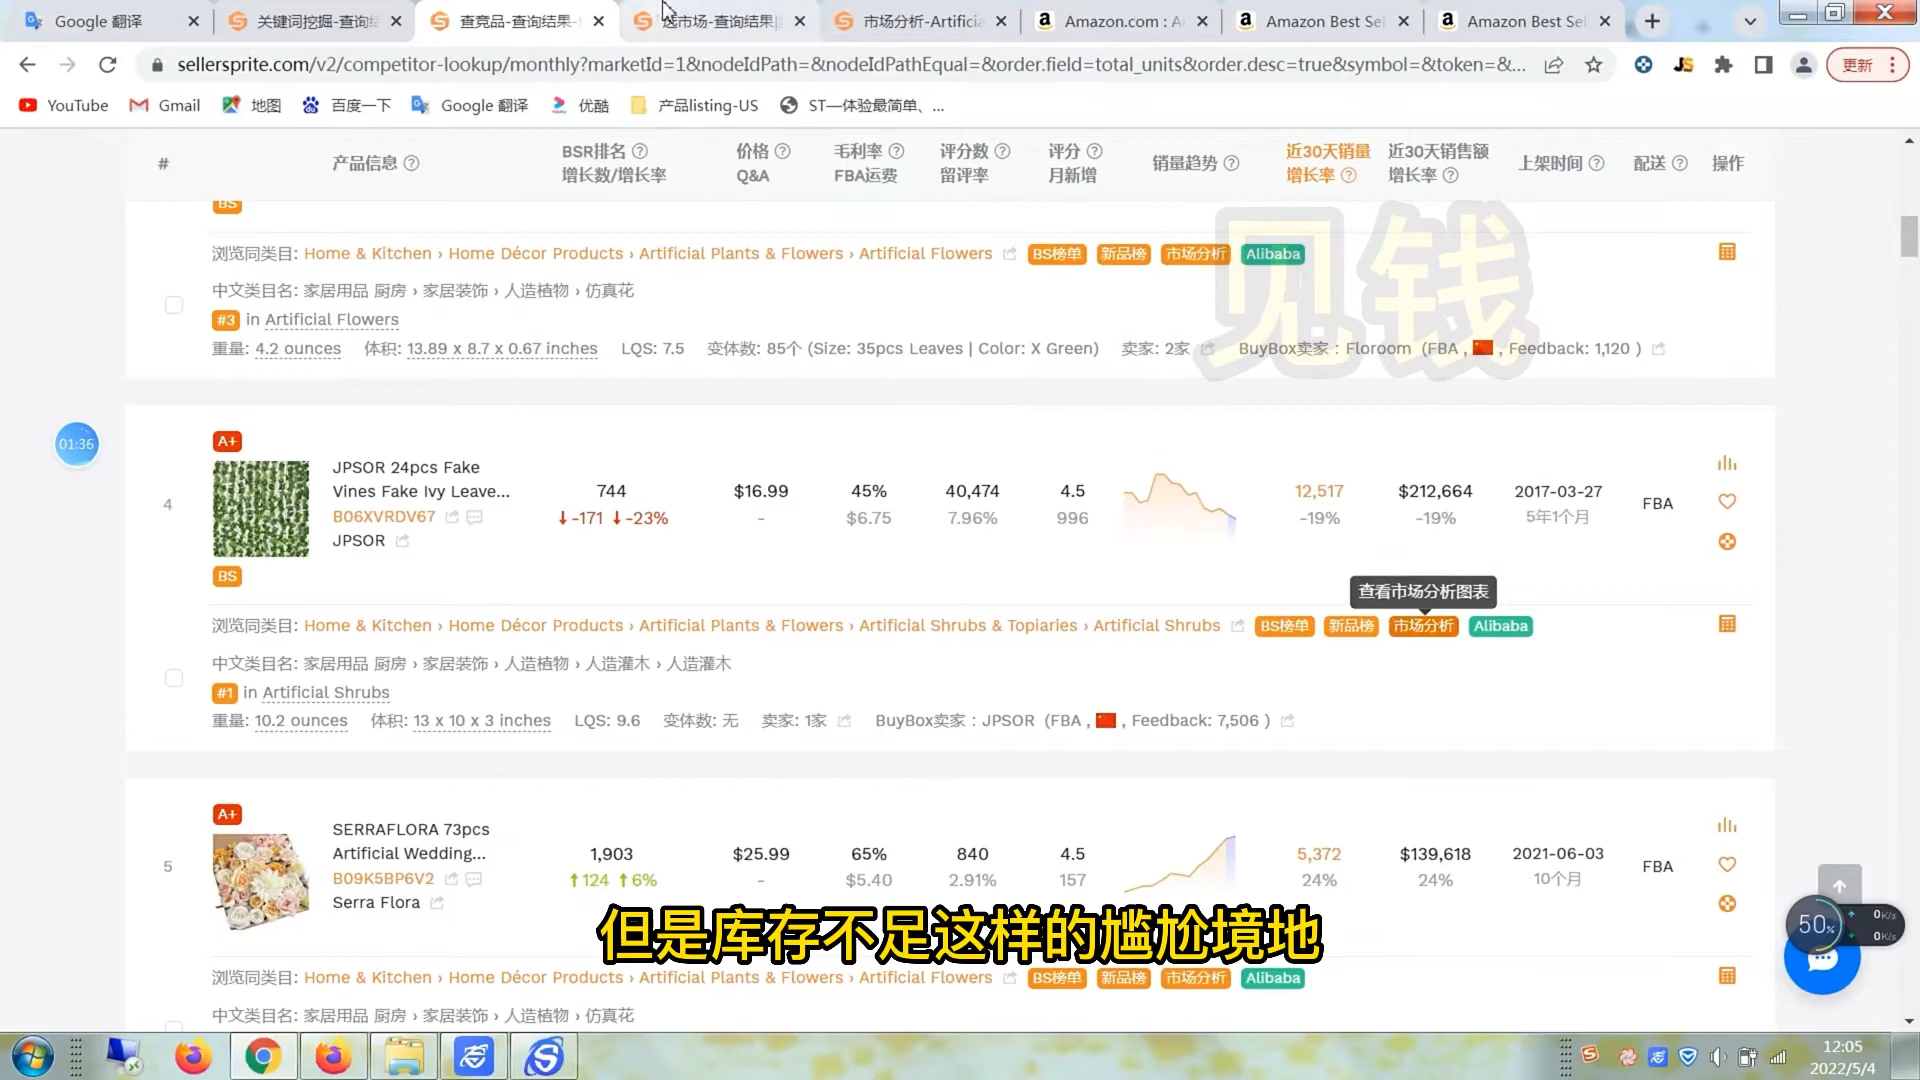 Google 翻译
关键词挖掘-查询结
查竞品-查询结果-
选市场-查询结果|
市场分析-Artificia
Amazon.com : A
Amazon Best Sel
Amazon Best Sel
sellersprite.com/v2/competitor-lookup/monthly?marketId=1&nodeIdPath=&nodeIdPathEqual=&order.field=total_units&order.desc=true&symbol=&token=&...
更新
YouTube
Gmail
地图
百度一下
Google 翻译
优酷
产品listing-US
ST—体验最简单、...
# 产品信息 BSR排名 价格 毛利率 评分数 评分 销量趋势 近30天销量 近30天销售额 上架时间 配送 操作
增长数/增长率 Q&A FBA运费 留评率 月新增 增长率 增长率
BS
浏览同类目: Home & Kitchen › Home Décor Products › Artificial Plants & Flowers › Artificial Flowers BS榜单 新品榜 市场分析 Alibaba
中文类目名: 家居用品 厨房 › 家居装饰 › 人造植物 › 仿真花
#3 in Artificial Flowers
重量: 4.2 ounces 体积: 13.89 x 8.7 x 0.67 inches LQS: 7.5 变体数: 85个 (Size: 35pcs Leaves | Color: X Green) 卖家: 2家 BuyBox卖家 : Floroom (FBA , , Feedback: 1,120 )
见钱
01:36
A+
4
JPSOR 24pcs Fake
Vines Fake Ivy Leave...
B06XVRDV67
JPSOR
744 $16.99 45% 40,474 4.5 12,517 $212,664 2017-03-27 FBA
-171 -23% - $6.75 7.96% 996 -19% -19% 5年1个月
BS
查看市场分析图表
浏览同类目: Home & Kitchen › Home Décor Products › Artificial Plants & Flowers › Artificial Shrubs & Topiaries › Artificial Shrubs BS榜单 新品榜 市场分析 Alibaba
中文类目名: 家居用品 厨房 › 家居装饰 › 人造植物 › 人造灌木 › 人造灌木
#1 in Artificial Shrubs
重量: 10.2 ounces 体积: 13 x 10 x 3 inches LQS: 9.6 变体数: 无 卖家: 1家 BuyBox卖家 : JPSOR (FBA , , Feedback: 7,506 )
A+
5
SERRAFLORA 73pcs
Artificial Wedding...
B09K5BP6V2
Serra Flora
1,903 $25.99 65% 840 4.5 5,372 $139,618 2021-06-03 FBA
124 6% - $5.40 2.91% 157 24% 24% 10个月
但是库存不足这样的尴尬境地
50%
0K/s
0K/s
浏览同类目: Home & Kitchen › Home Décor Products › Artificial Plants & Flowers › Artificial Flowers BS榜单 新品榜 市场分析 Alibaba
中文类目名: 家居用品 厨房 › 家居装饰 › 人造植物 › 仿真花
12:05
2022/5/4